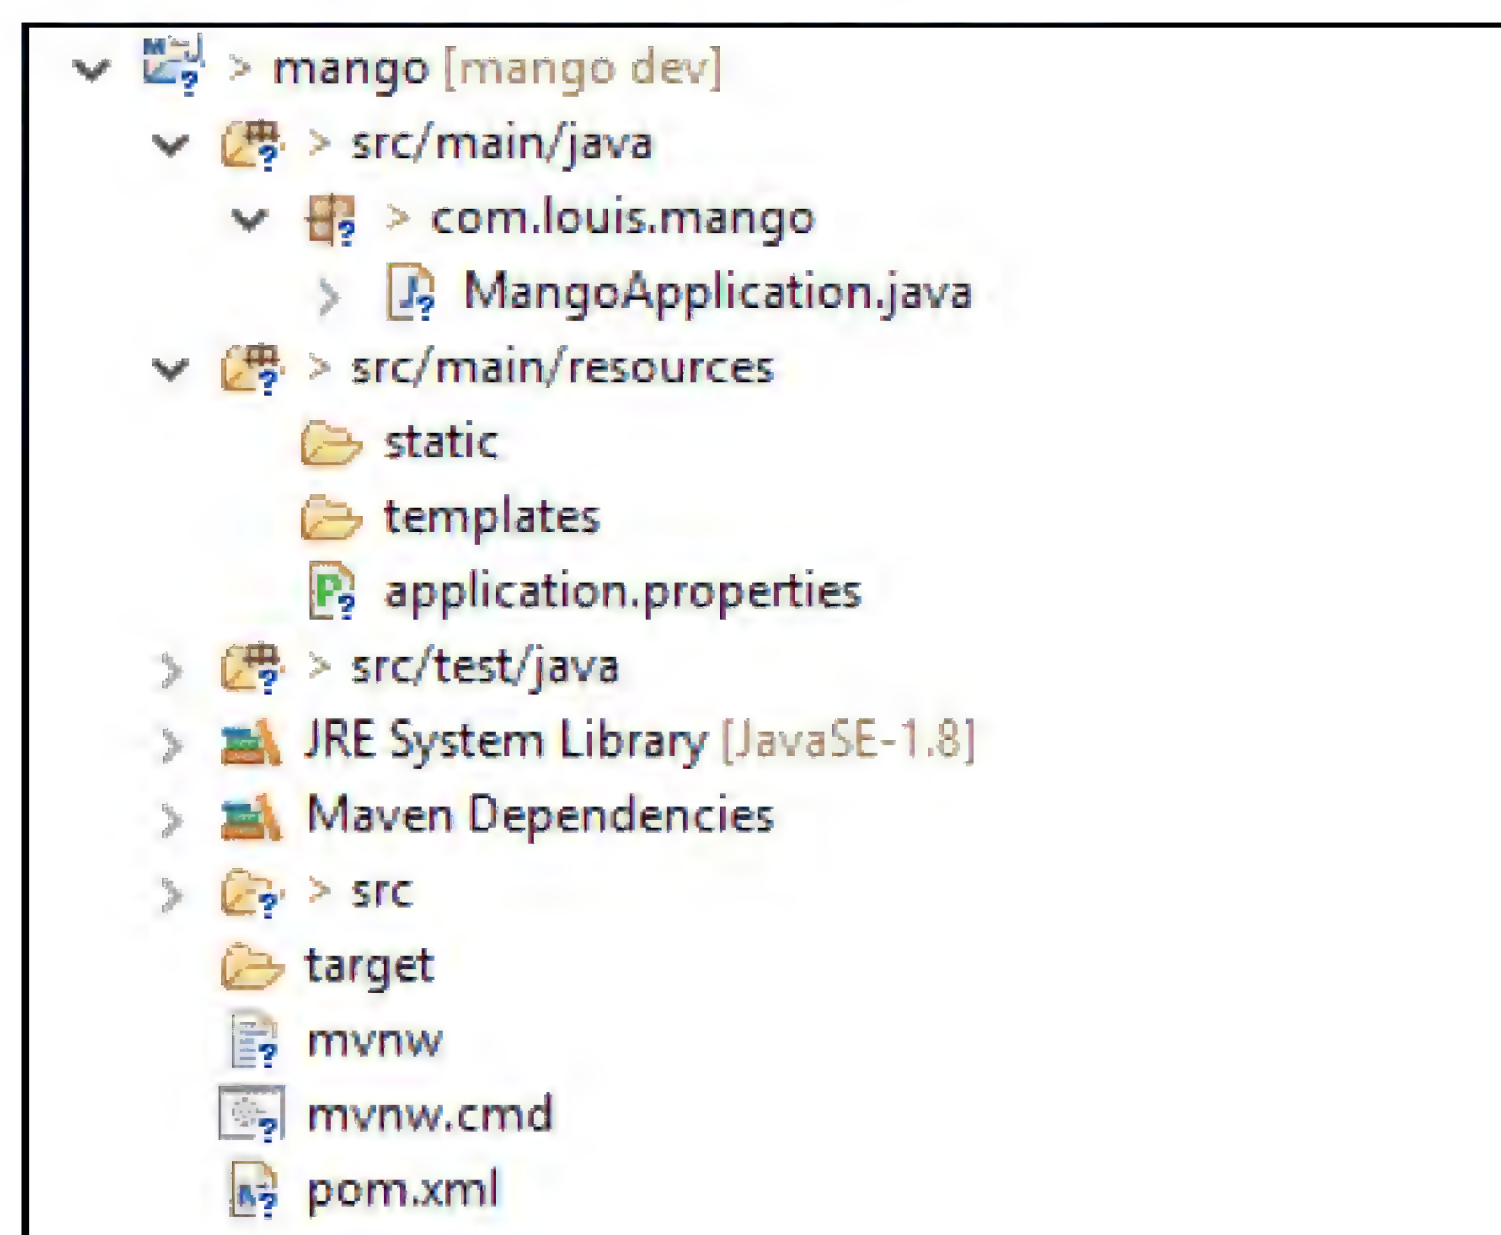 > mango [mango dev]
> src/main/java
> com.louis.mango
MangoApplication.java
> src/main/resources
static
templates
application.properties
> src/test/java
JRE System Library [JavaSE-1.8]
Maven Dependencies
> src
target
mvnw
mvnw.cmd
pom.xml